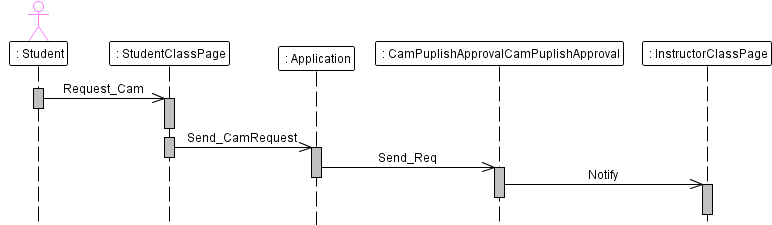 : Student
: StudentClassPage
: Application
: CamPuplishApprovalCamPuplishApproval
: InstructorClassPage
Request_Cam
Send_CamRequest
Send_Req
Notify